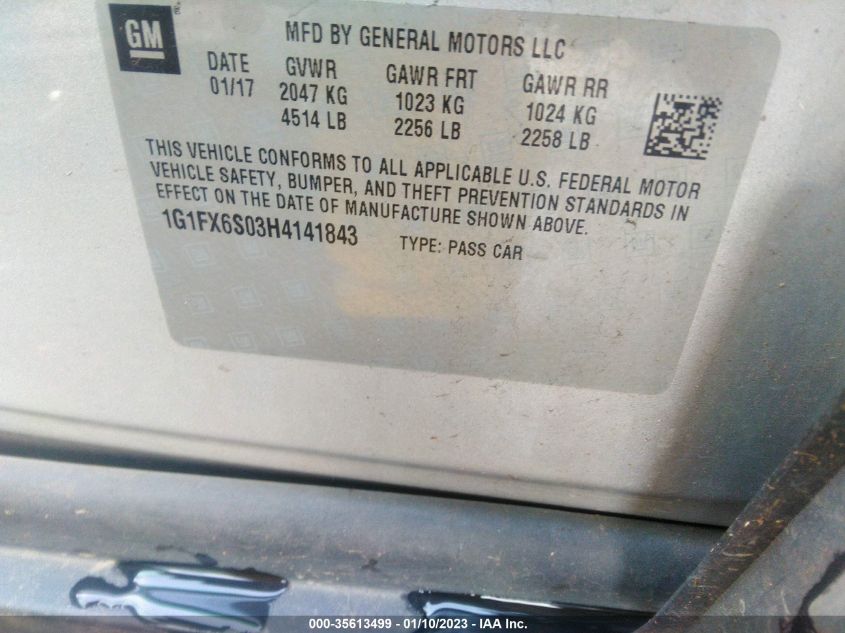 GM
MFD BY GENERAL MOTORS LLC
DATE GVWR GAWR FRT GAWR RR
01/17 2047 KG 1023 KG 1024 KG
4514 LB 2256 LB 2258 LB
THIS VEHICLE CONFORMS TO ALL APPLICABLE U.S. FEDERAL MOTOR
VEHICLE SAFETY, BUMPER, AND THEFT PREVENTION STANDARDS IN
EFFECT ON THE DATE OF MANUFACTURE SHOWN ABOVE.
1G1FX6S03H4141843 TYPE: PASS CAR
000-35613499 - 01/10/2023 - IAA Inc.